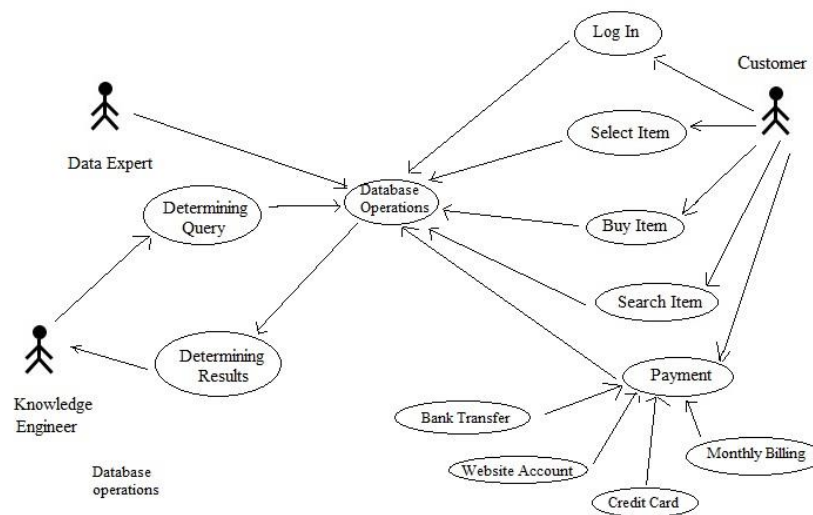 Log In
Customer
Select Item
Data Expert
Database
Operations
Determining
Query
Buy Item
Search Item
Determining
Results
Payment
Knowledge
Engineer
Bank Transfer
Monthly Billing
Website Account
Database
operations
Credit Card